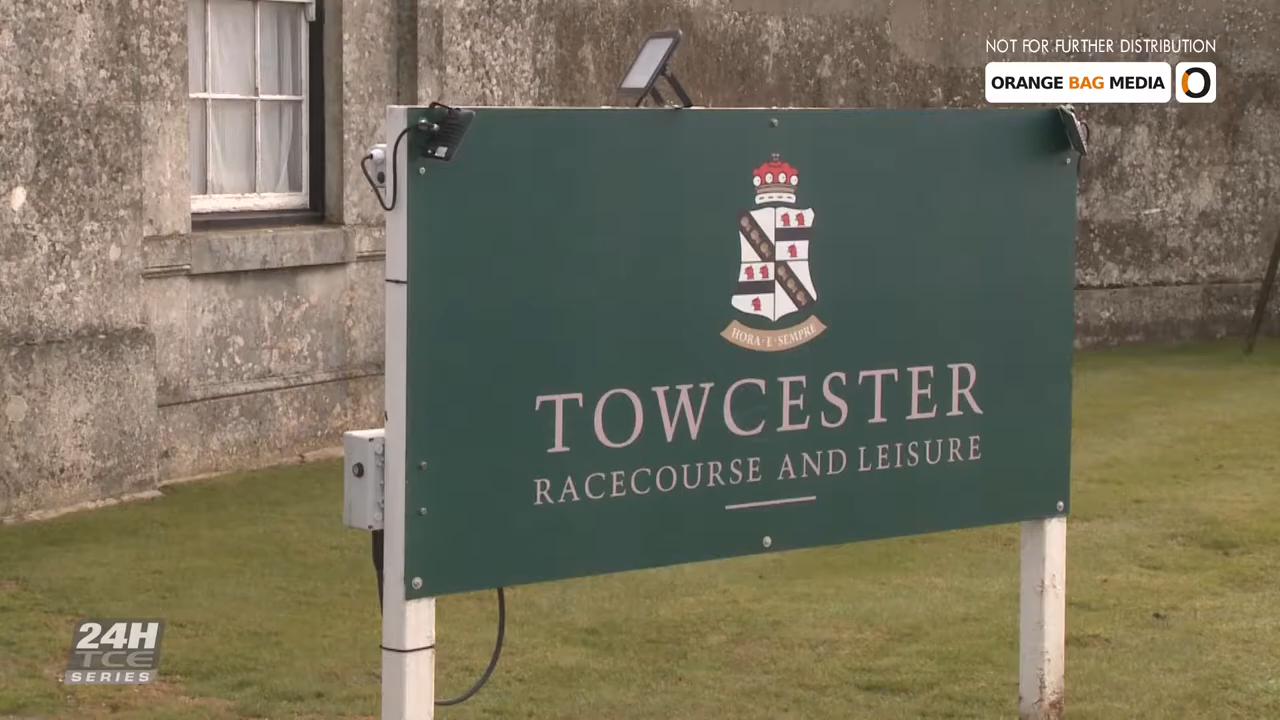 NOT FOR FURTHER DISTRIBUTION
ORANGE BAG MEDIA
HORA · E · SEMPRE
TOWCESTER
RACECOURSE AND LEISURE
24H
TCE
SERIES